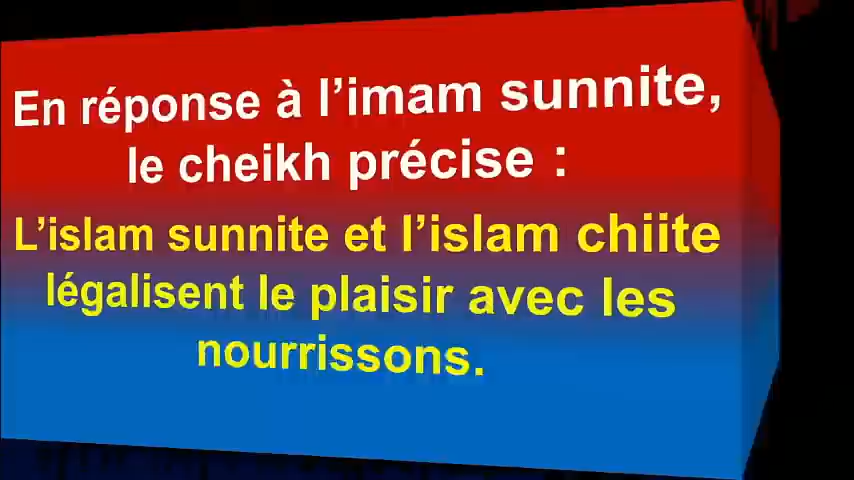 En réponse à l’imam sunnite,
le cheikh précise :
L’islam sunnite et l’islam chiite
légalisent le plaisir avec les
nourrissons.